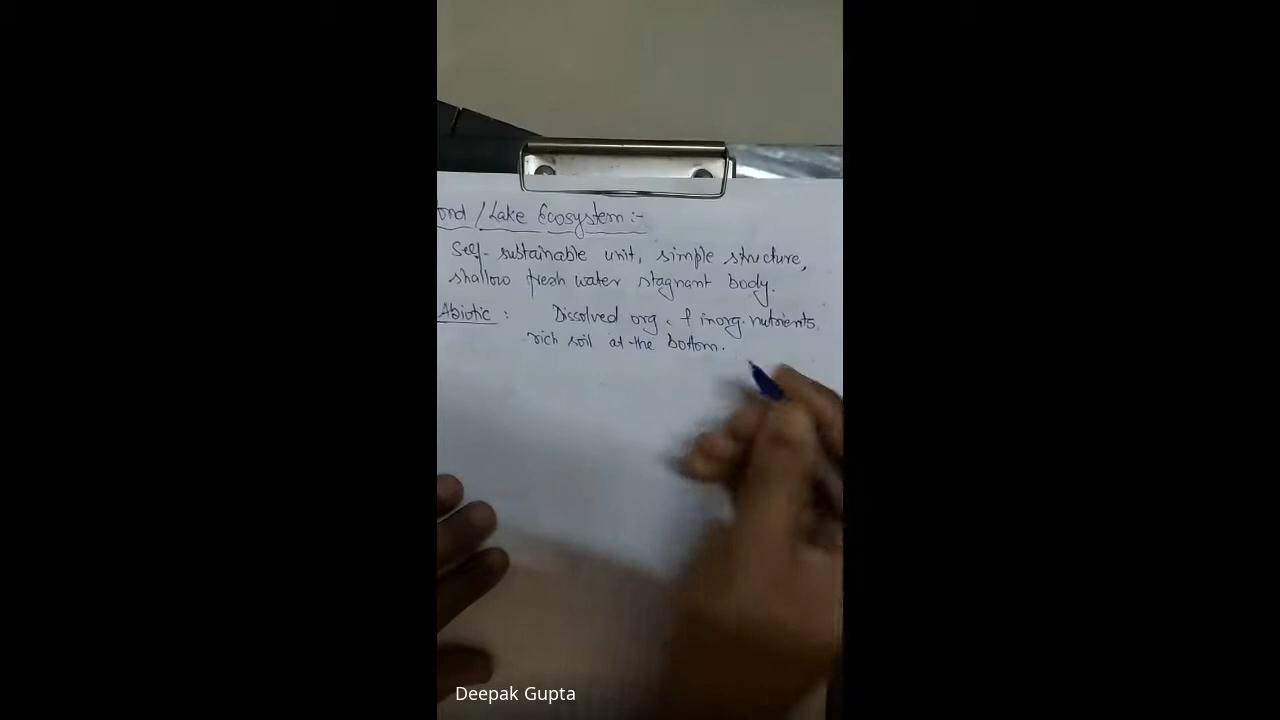 ond / Lake Ecosystem :-
Self-sustainable unit, simple structure,
shallow fresh water stagnant body.
Abiotic : Dissolved org. & inorg. nutrients,
rich soil at the bottom.
Deepak Gupta